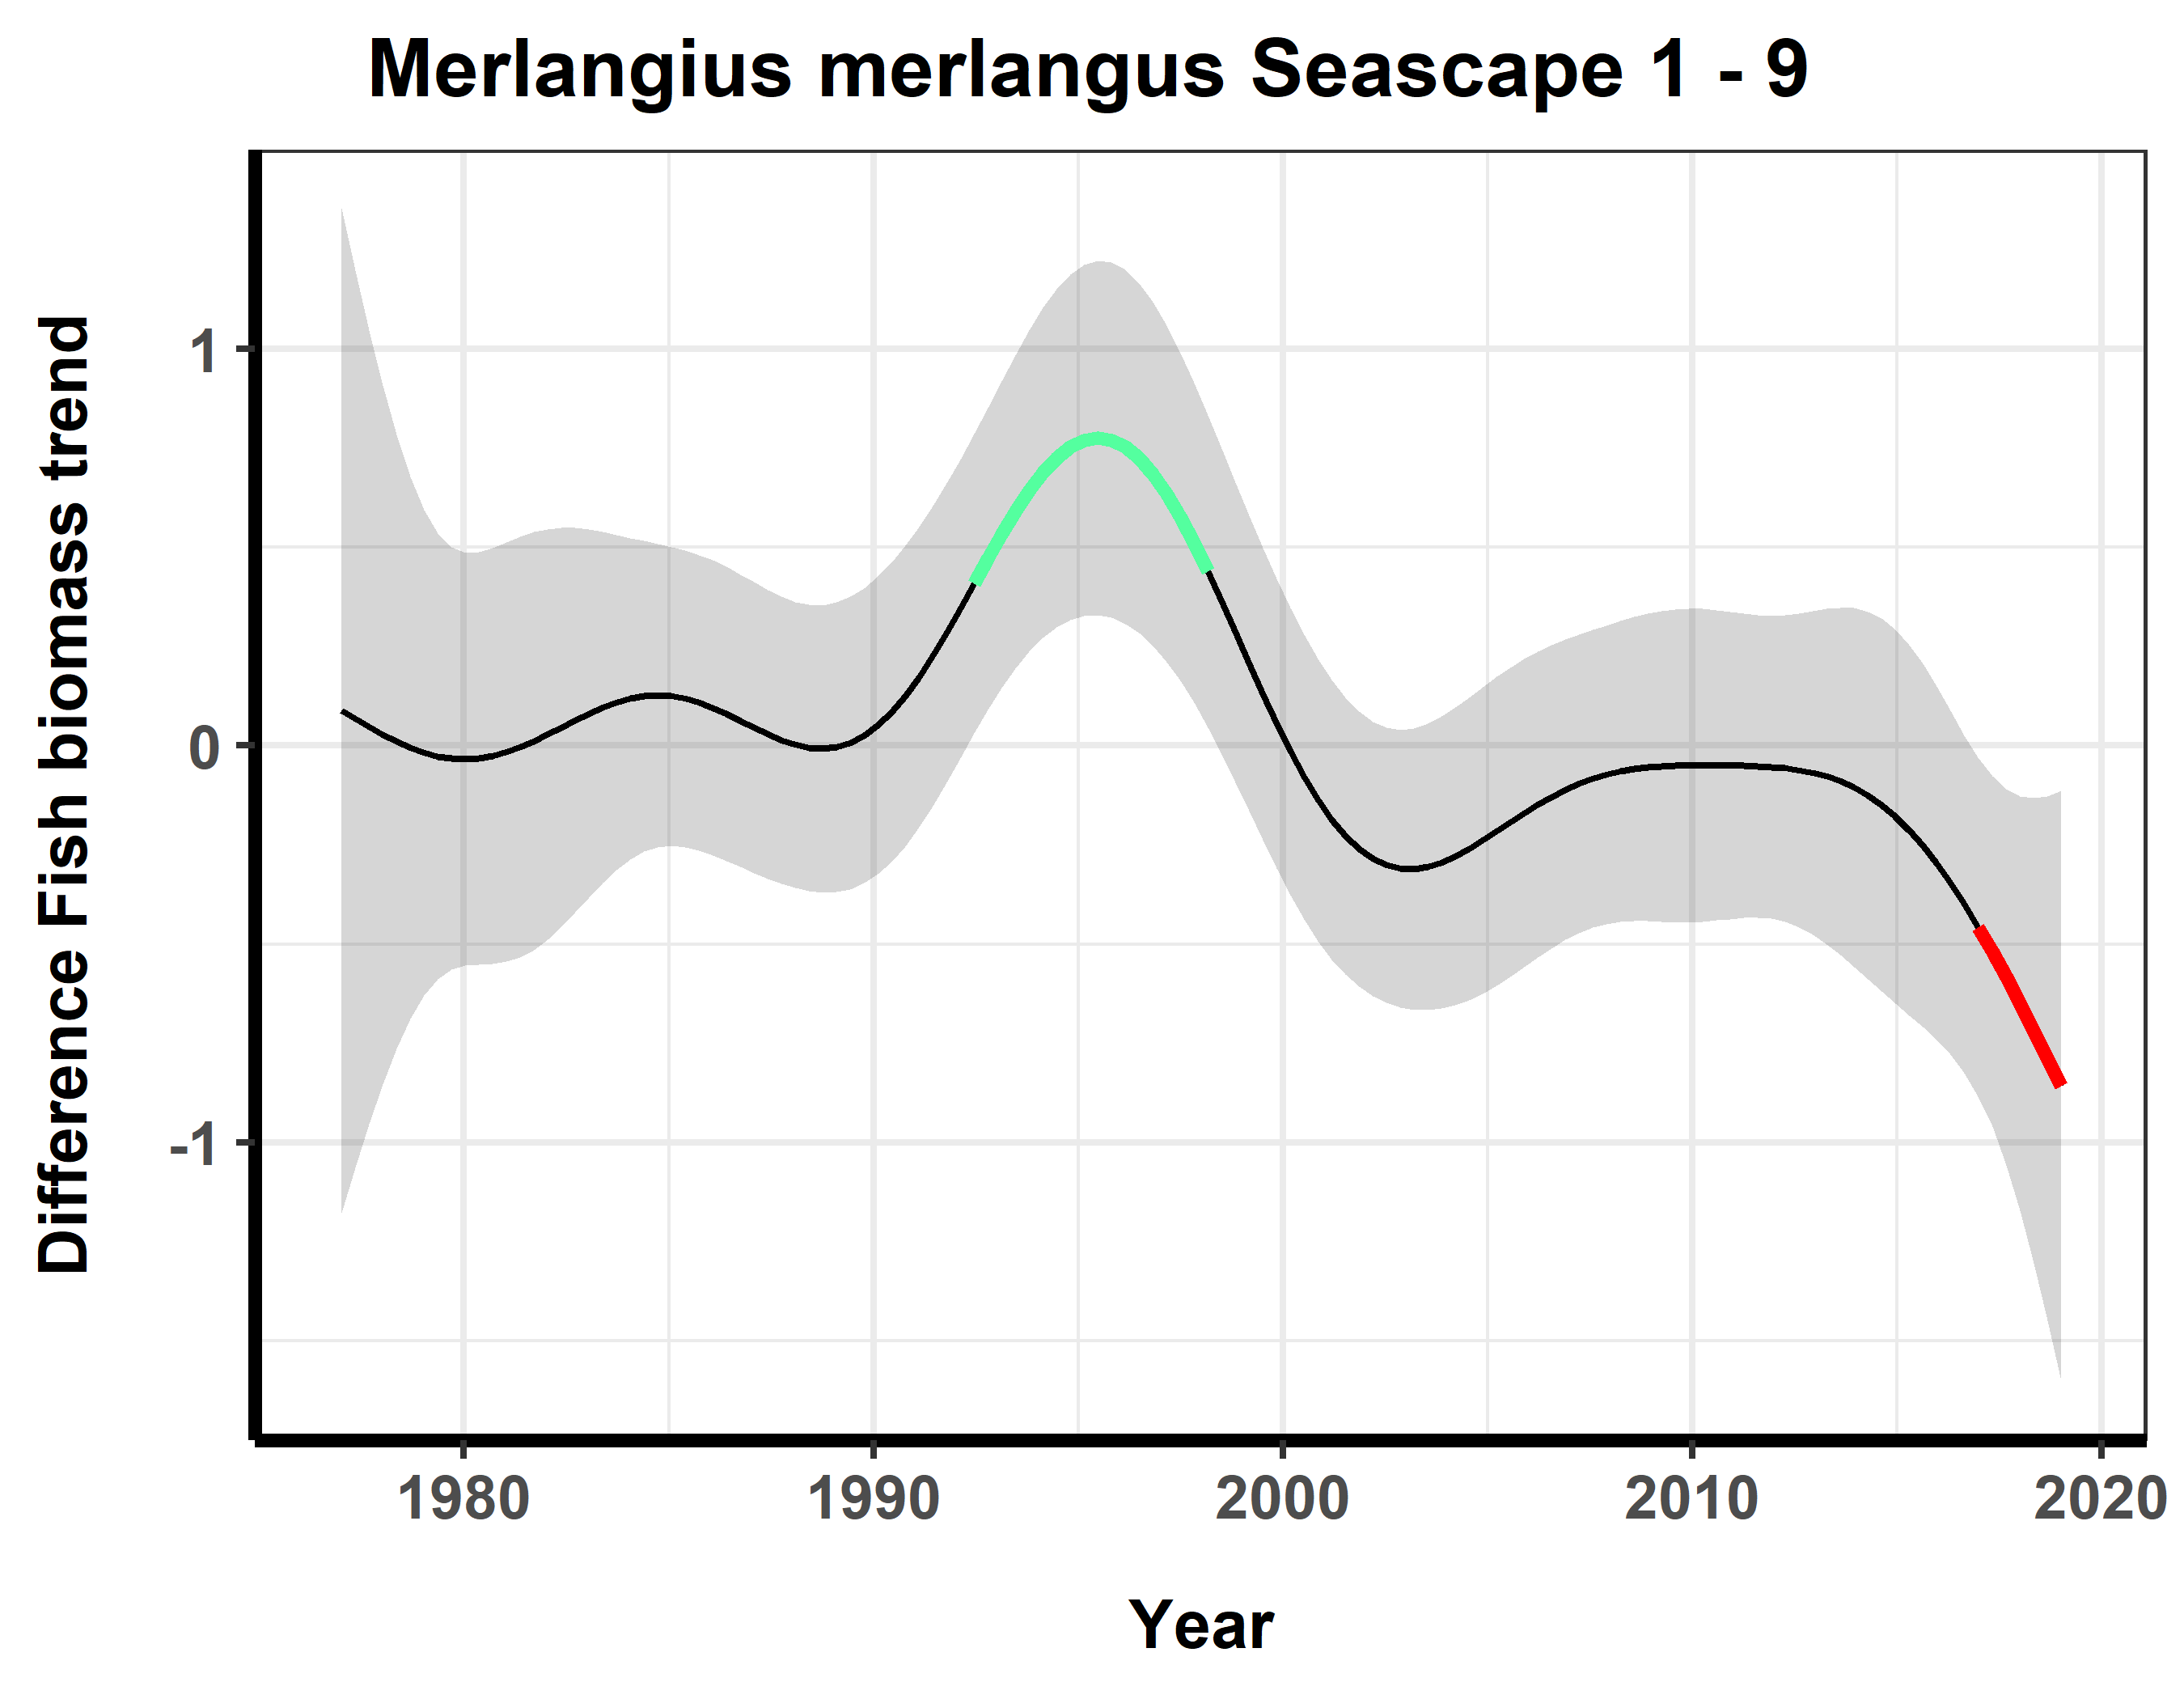 Merlangius merlangus Seascape 1 - 9
Difference Fish biomass trend
1
0
-1
1980 1990 2000 2010 2020
Year